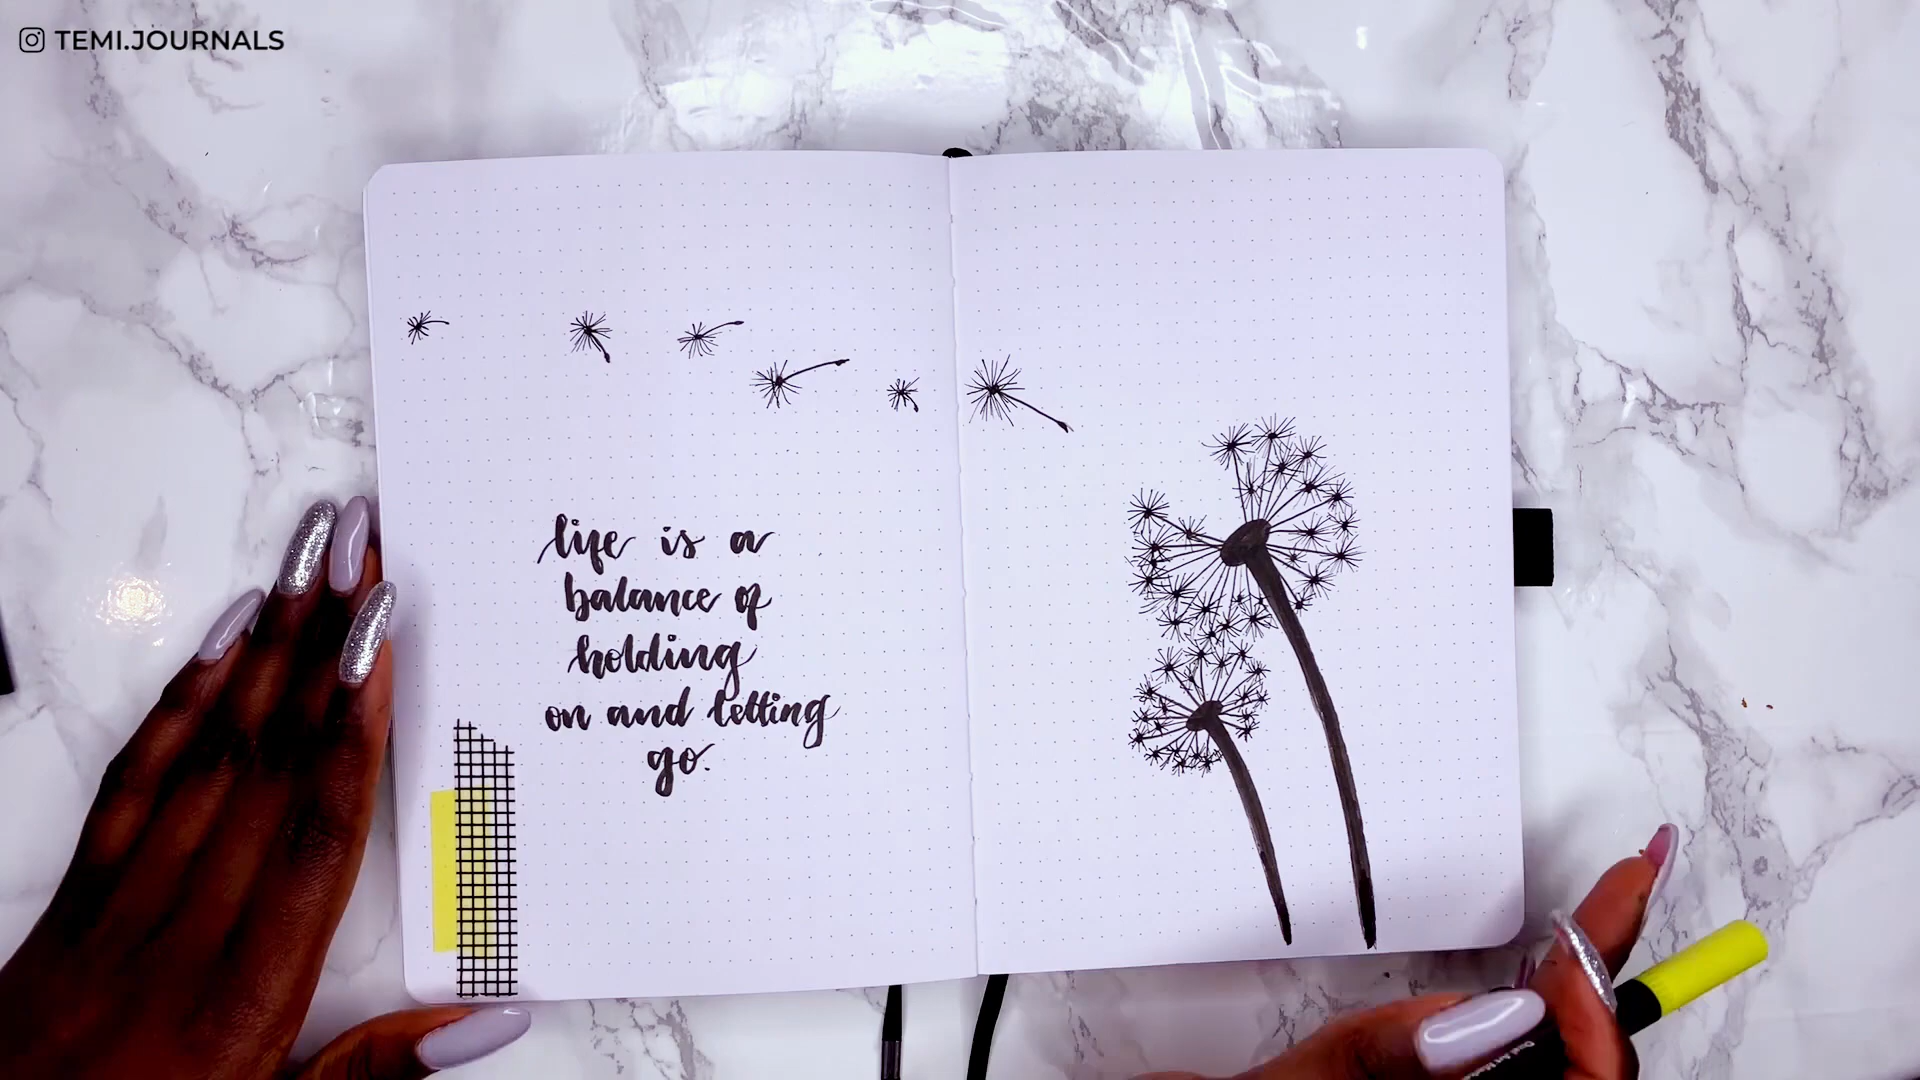 TEMI.JOURNALS
life is a
balance of
holding
on and letting
go.